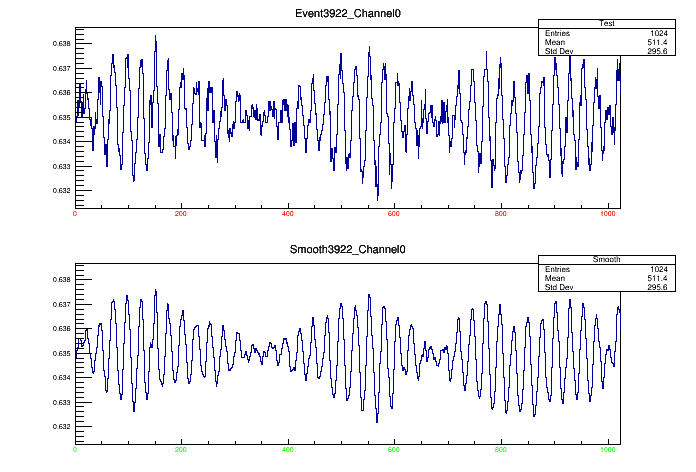 Event3922_Channel0
Test
Entries 1024
Mean 511.4
Std Dev 295.6
0.638
0.637
0.636
0.635
0.634
0.633
0.632
0 200 400 600 800 1000
Smooth3922_Channel0
Smooth
Entries 1024
Mean 511.4
Std Dev 295.6
0.638
0.637
0.636
0.635
0.634
0.633
0.632
0 200 400 600 800 1000